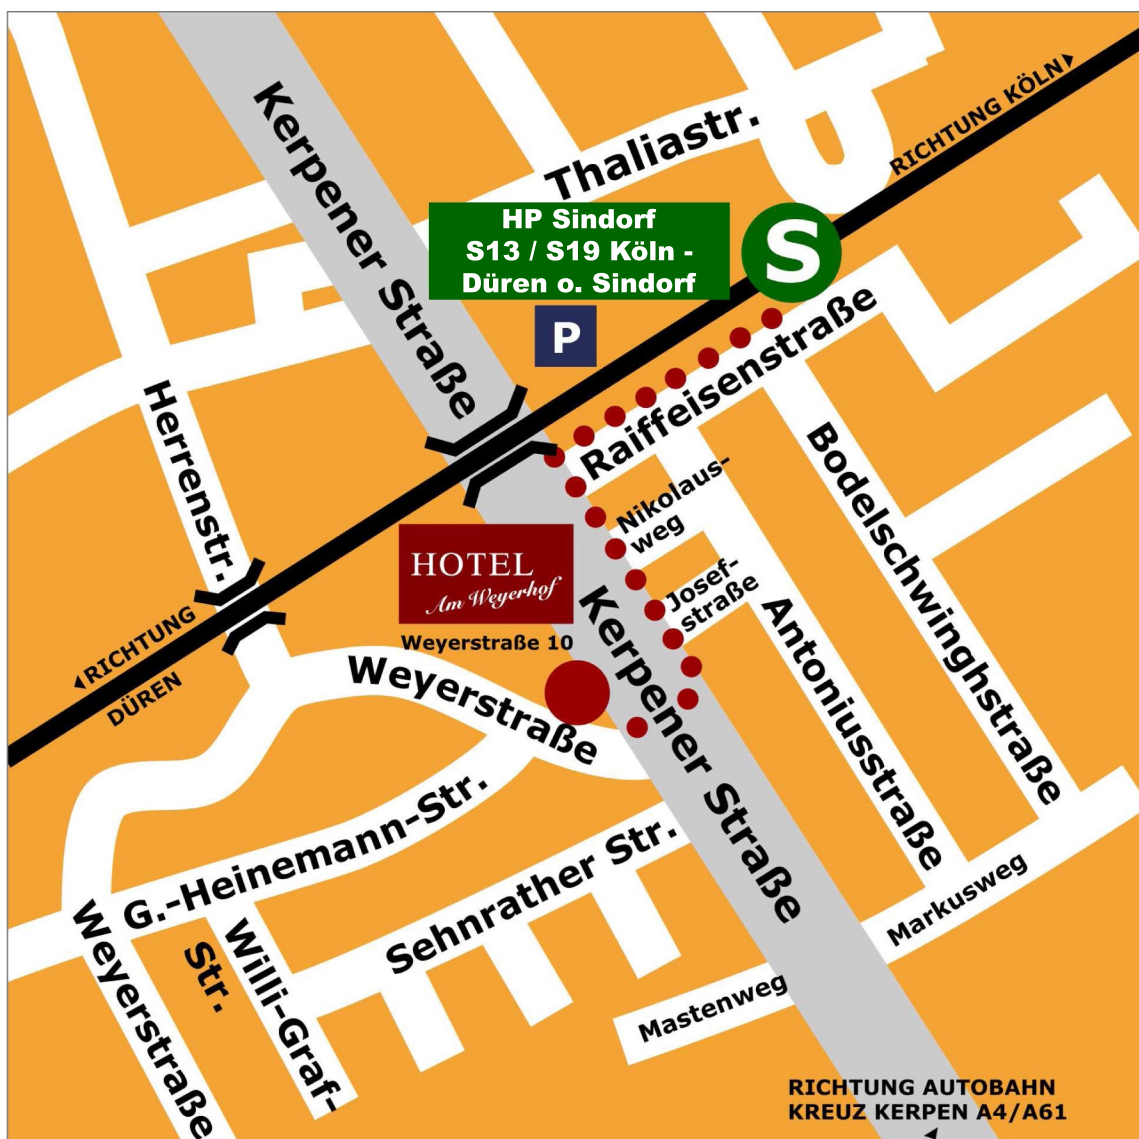 RICHTUNG KÖLN
Kerpener Straße
Thaliastr.
HP Sindorf
S13 / S19 Köln -
Düren o. Sindorf
S
P
Raiffeisenstraße
Herrenstr.
Bodelschwinghstraße
Nikolaus-
weg
HOTEL
Am Weyerhof
Weyerstraße 10
Josef-
straße
Kerpener Straße
Antoniusstraße
RICHTUNG
DÜREN
Weyerstraße
G.-Heinemann-Str.
Sehnrather Str.
Markusweg
Weyerstraße
Willi-Graf-
Str.
Mastenweg
RICHTUNG AUTOBAHN
KREUZ KERPEN A4/A61